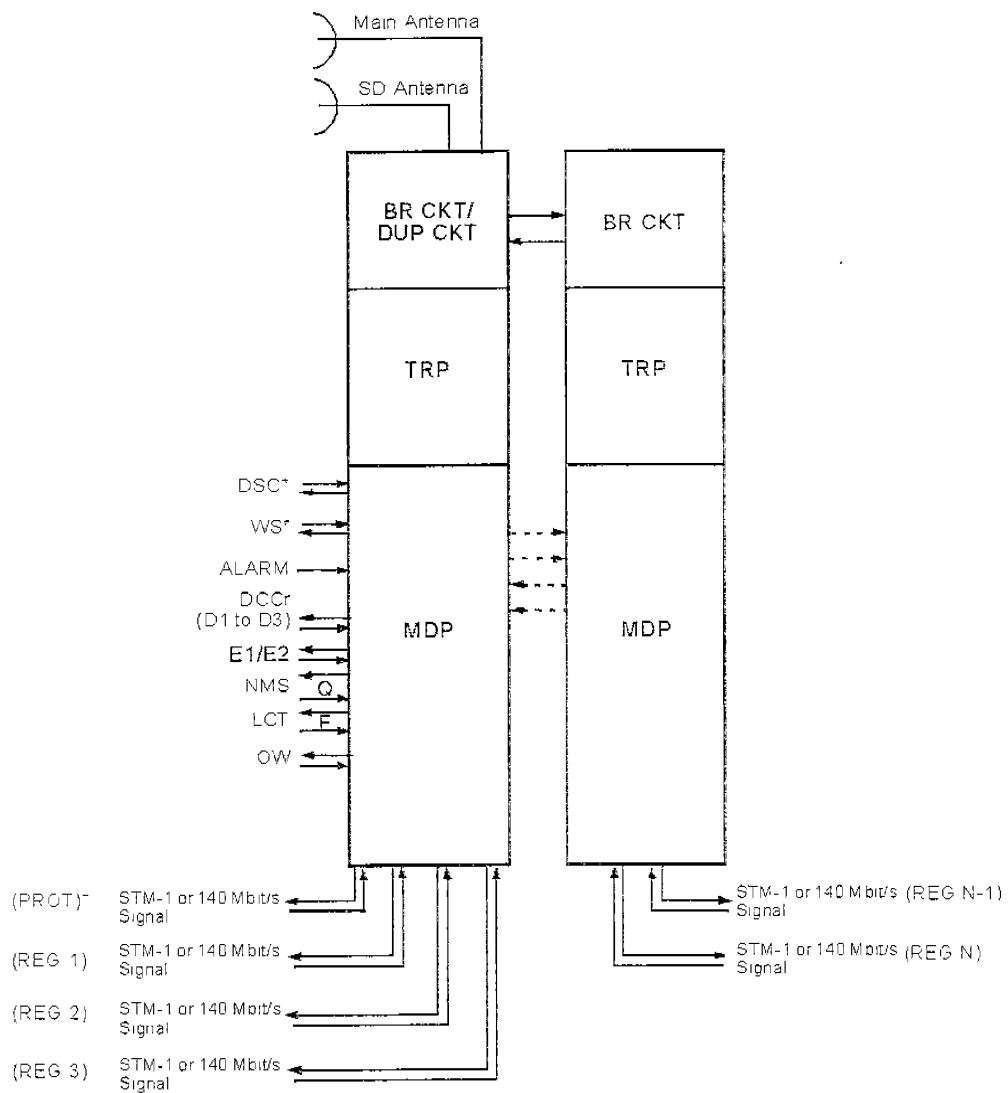 Main Antenna
SD Antenna
BR CKT/
DUP CKT
BR CKT
TRP
TRP
DSC*
WS*
ALARM
DCCr
(D1 to D3)
MDP
MDP
E1/E2
NMS Q
LCT F
OW
(PROT)* STM-1 or 140 Mbit/s
Signal
STM-1 or 140 Mbit/s (REG N-1)
Signal
(REG 1) STM-1 or 140 Mbit/s
Signal
STM-1 or 140 Mbit/s (REG N)
Signal
(REG 2) STM-1 or 140 Mbit/s
Signal
(REG 3) STM-1 or 140 Mbit/s
Signal